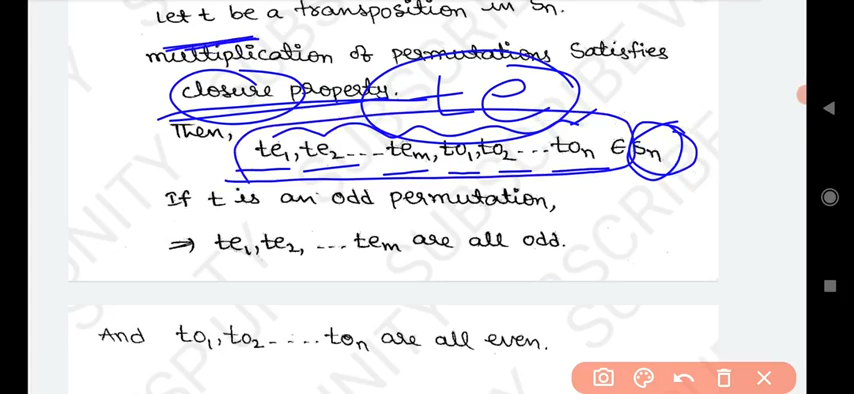 Let t be a transposition in Sn.
multiplication of permutations satisfies
closure property.
te
Then,
te₁, te₂ --- tem, to₁, to₂ --- ton ∈ Sn
If t is an odd permutation,
⇒ te₁, te₂, --- tem are all odd.
And to₁, to₂ - --- ton are all even.